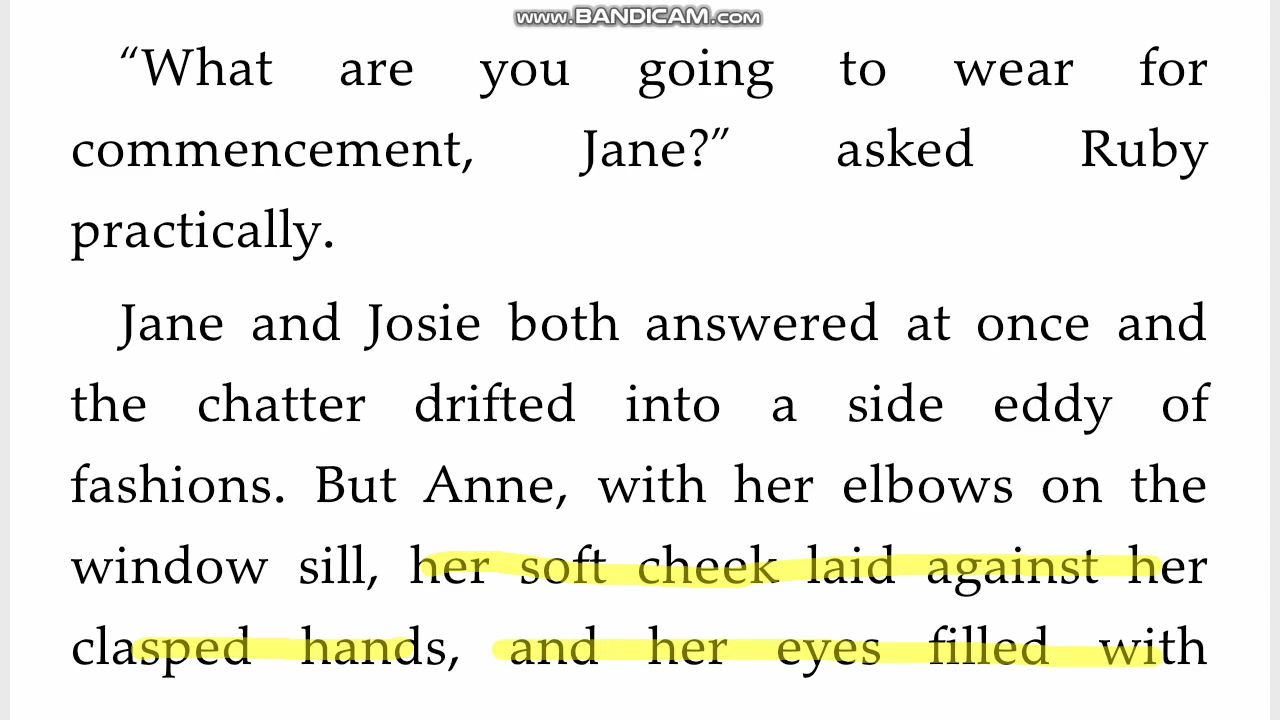 www.BANDICAM.com
“What are you going to wear for
commencement, Jane?” asked Ruby
practically.
Jane and Josie both answered at once and
the chatter drifted into a side eddy of
fashions. But Anne, with her elbows on the
window sill, her soft cheek laid against her
clasped hands, and her eyes filled with